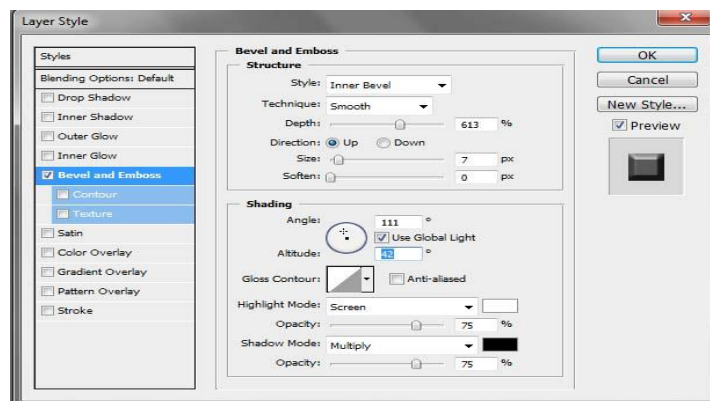 Layer Style
Styles
Blending Options: Default
Drop Shadow
Inner Shadow
Outer Glow
Inner Glow
Bevel and Emboss
Contour
Texture
Satin
Color Overlay
Gradient Overlay
Pattern Overlay
Stroke
Bevel and Emboss
Structure
Style: Inner Bevel
Technique: Smooth
Depth: 613 %
Direction: Up Down
Size: 7 px
Soften: 0 px
Shading
Angle: 111 °
Use Global Light
Altitude: 42 °
Gloss Contour: Anti-aliased
Highlight Mode: Screen
Opacity: 75 %
Shadow Mode: Multiply
Opacity: 75 %
OK
Cancel
New Style...
Preview